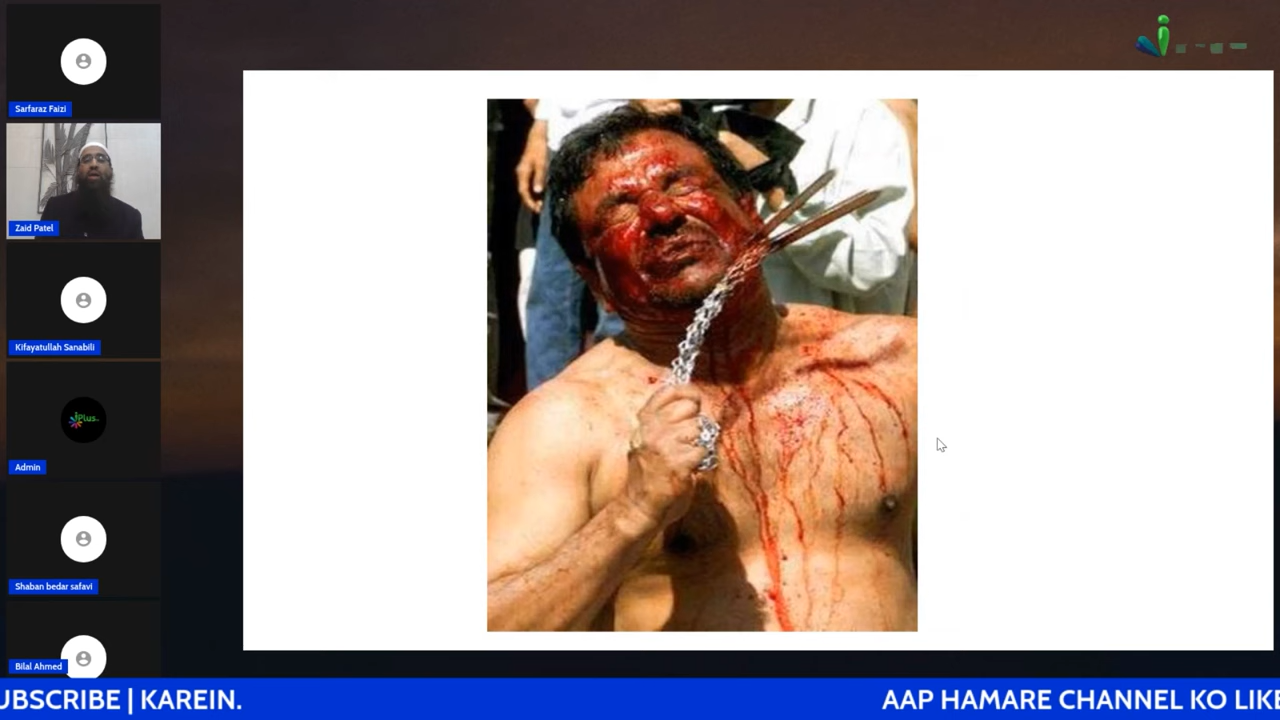 Sarfaraz Faizi
Zaid Patel
Kifayatullah Sanabili
iPlus
Admin
Shaban bedar safavi
Bilal Ahmed
UBSCRIBE | KAREIN.
AAP HAMARE CHANNEL KO LIKE